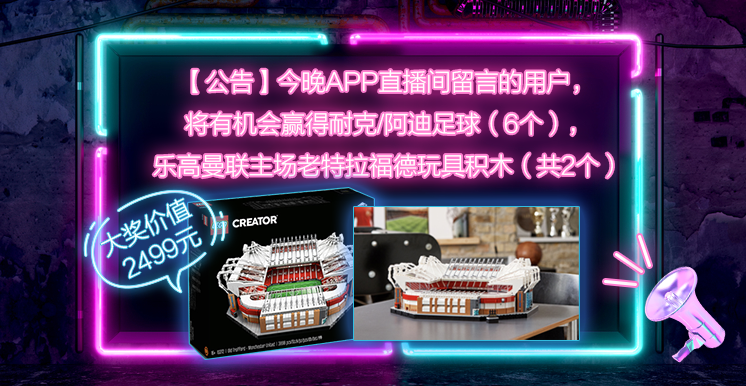 【公告】今晚APP直播间留言的用户，
将有机会赢得耐克/阿迪足球（6个），
乐高曼联主场老特拉福德玩具积木（共2个）
大奖价值
2499元
CREATOR